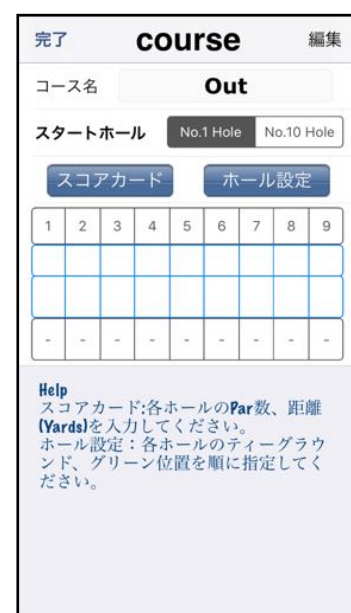 完了 course 編集
コース名 Out
スタートホール No.1 Hole No.10 Hole
スコアカード ホール設定
1 2 3 4 5 6 7 8 9
- - - - - - - - -
Help
スコアカード:各ホールのPar数、距離
(Yards)を入力してください。
ホール設定：各ホールのティーグラウ
ンド、グリーン位置を順に指定してく
ださい。